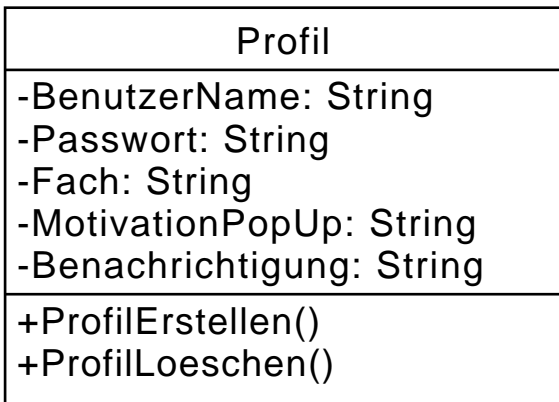 Profil
-BenutzerName: String
-Passwort: String
-Fach: String
-MotivationPopUp: String
-Benachrichtigung: String
+ProfilErstellen()
+ProfilLoeschen()